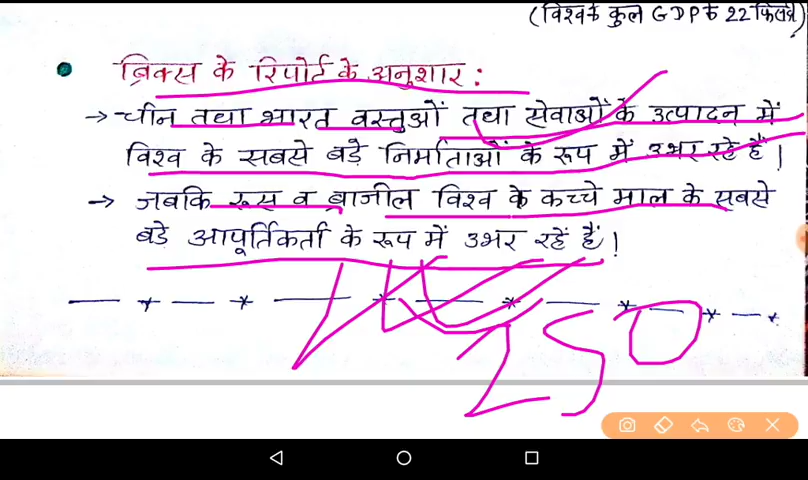 (विश्व के कुल GDP के 22 फिसदी)
ब्रिक्स के रिपोर्ट के अनुशार :
→ चीन तथा भारत वस्तुओं तथा सेवाओं के उत्पादन में
विश्व के सबसे बड़े निर्माताओं के रूप में उभर रहे हैं।
→ जबकि रूस व ब्राजील विश्व के कच्चे माल के सबसे
बडे आपूर्तिकर्ता के रूप में उभर रहें हैं।
250